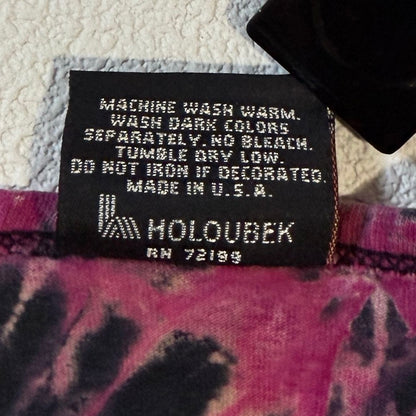 MACHINE WASH WARM.
WASH DARK COLORS
SEPARATELY. NO BLEACH.
TUMBLE DRY LOW.
DO NOT IRON IF DECORATED.
MADE IN U.S.A.
HOLOUBEK
RN 72199